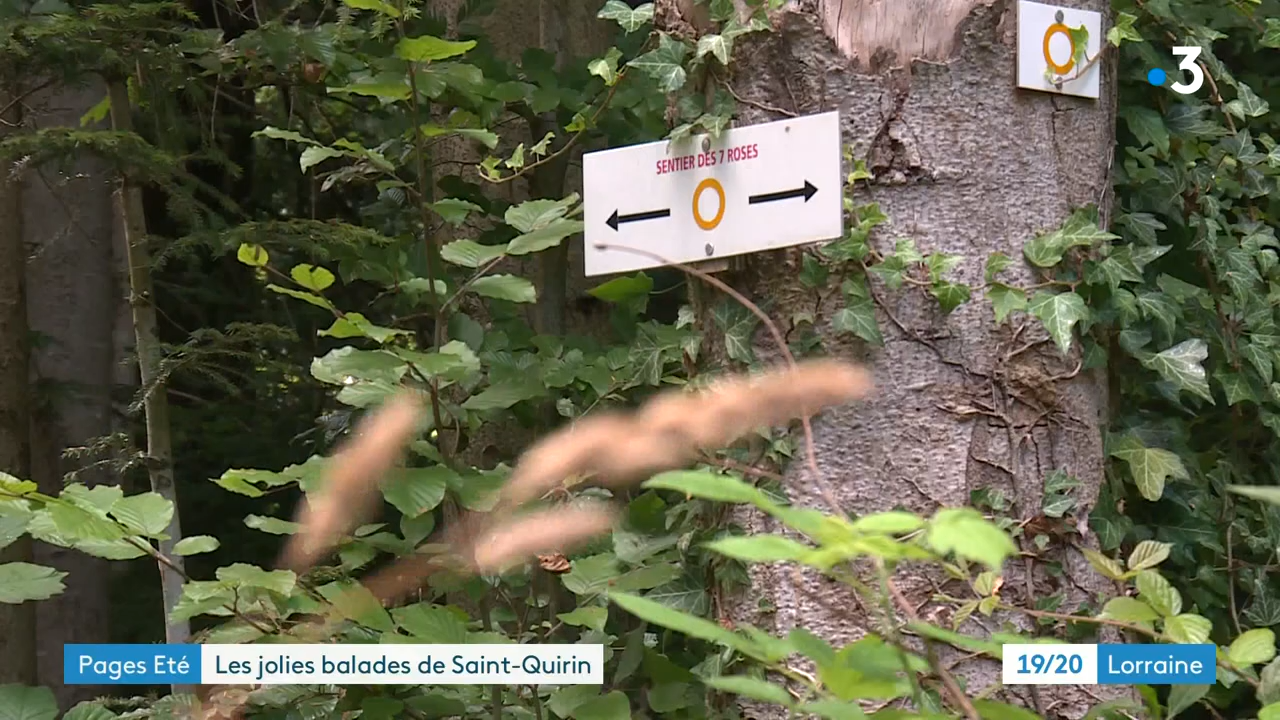 3
SENTIER DES 7 ROSES
Pages Eté Les jolies balades de Saint-Quirin
19/20 Lorraine